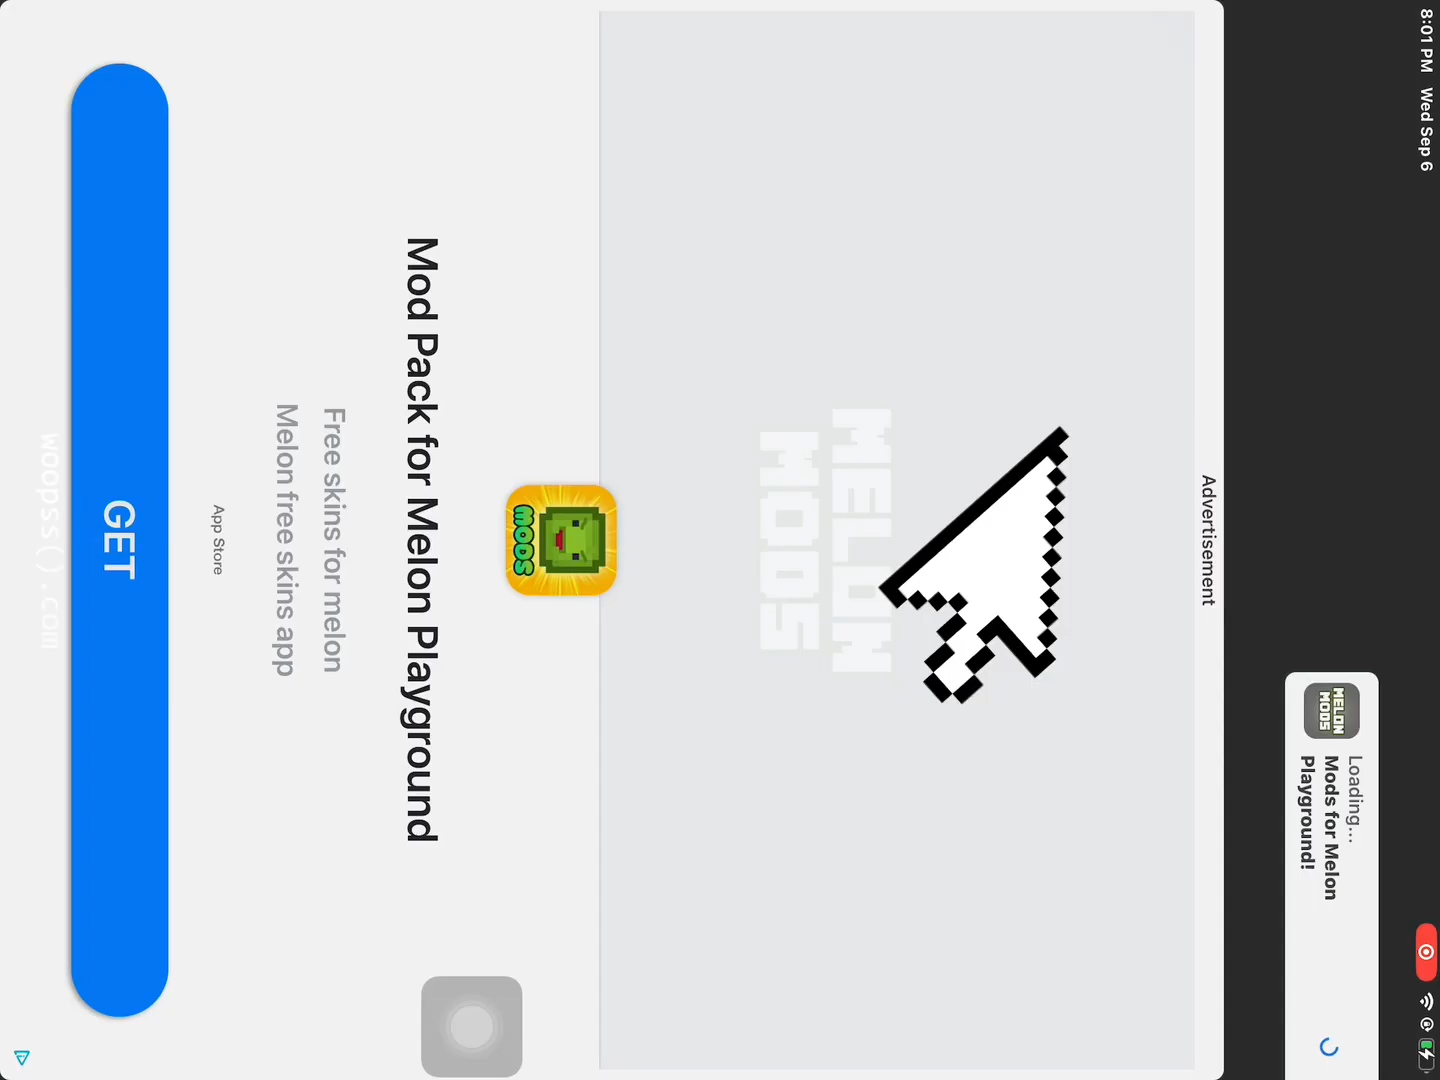 8:01 PM Wed Sep 6
Loading...
Mods for Melon
Playground!
MELON
MODS
Advertisement
MELON
MODS
MODS
Mod Pack for Melon Playground
Free skins for melon
Melon free skins app
App Store
GET
woopss().com